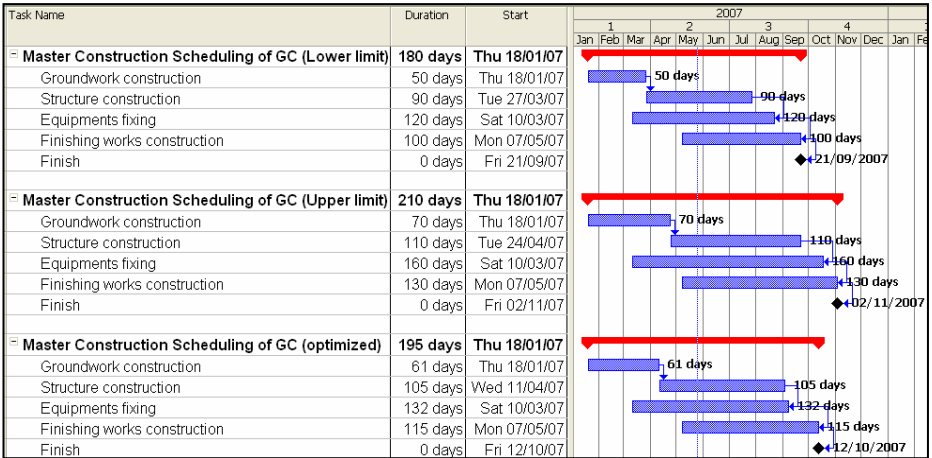 Task Name Duration Start 2007
1 2 3 4
Jan Feb Mar Apr May Jun Jul Aug Sep Oct Nov Dec Jan Fe
Master Construction Scheduling of GC (Lower limit) 180 days Thu 18/01/07
Groundwork construction 50 days Thu 18/01/07 50 days
Structure construction 90 days Tue 27/03/07 90 days
Equipments fixing 120 days Sat 10/03/07 120 days
Finishing works construction 100 days Mon 07/05/07 100 days
Finish 0 days Fri 21/09/07 21/09/2007
Master Construction Scheduling of GC (Upper limit) 210 days Thu 18/01/07
Groundwork construction 70 days Thu 18/01/07 70 days
Structure construction 110 days Tue 24/04/07 110 days
Equipments fixing 160 days Sat 10/03/07 160 days
Finishing works construction 130 days Mon 07/05/07 130 days
Finish 0 days Fri 02/11/07 02/11/2007
Master Construction Scheduling of GC (optimized) 195 days Thu 18/01/07
Groundwork construction 61 days Thu 18/01/07 61 days
Structure construction 105 days Wed 11/04/07 105 days
Equipments fixing 132 days Sat 10/03/07 132 days
Finishing works construction 115 days Mon 07/05/07 115 days
Finish 0 days Fri 12/10/07 12/10/2007